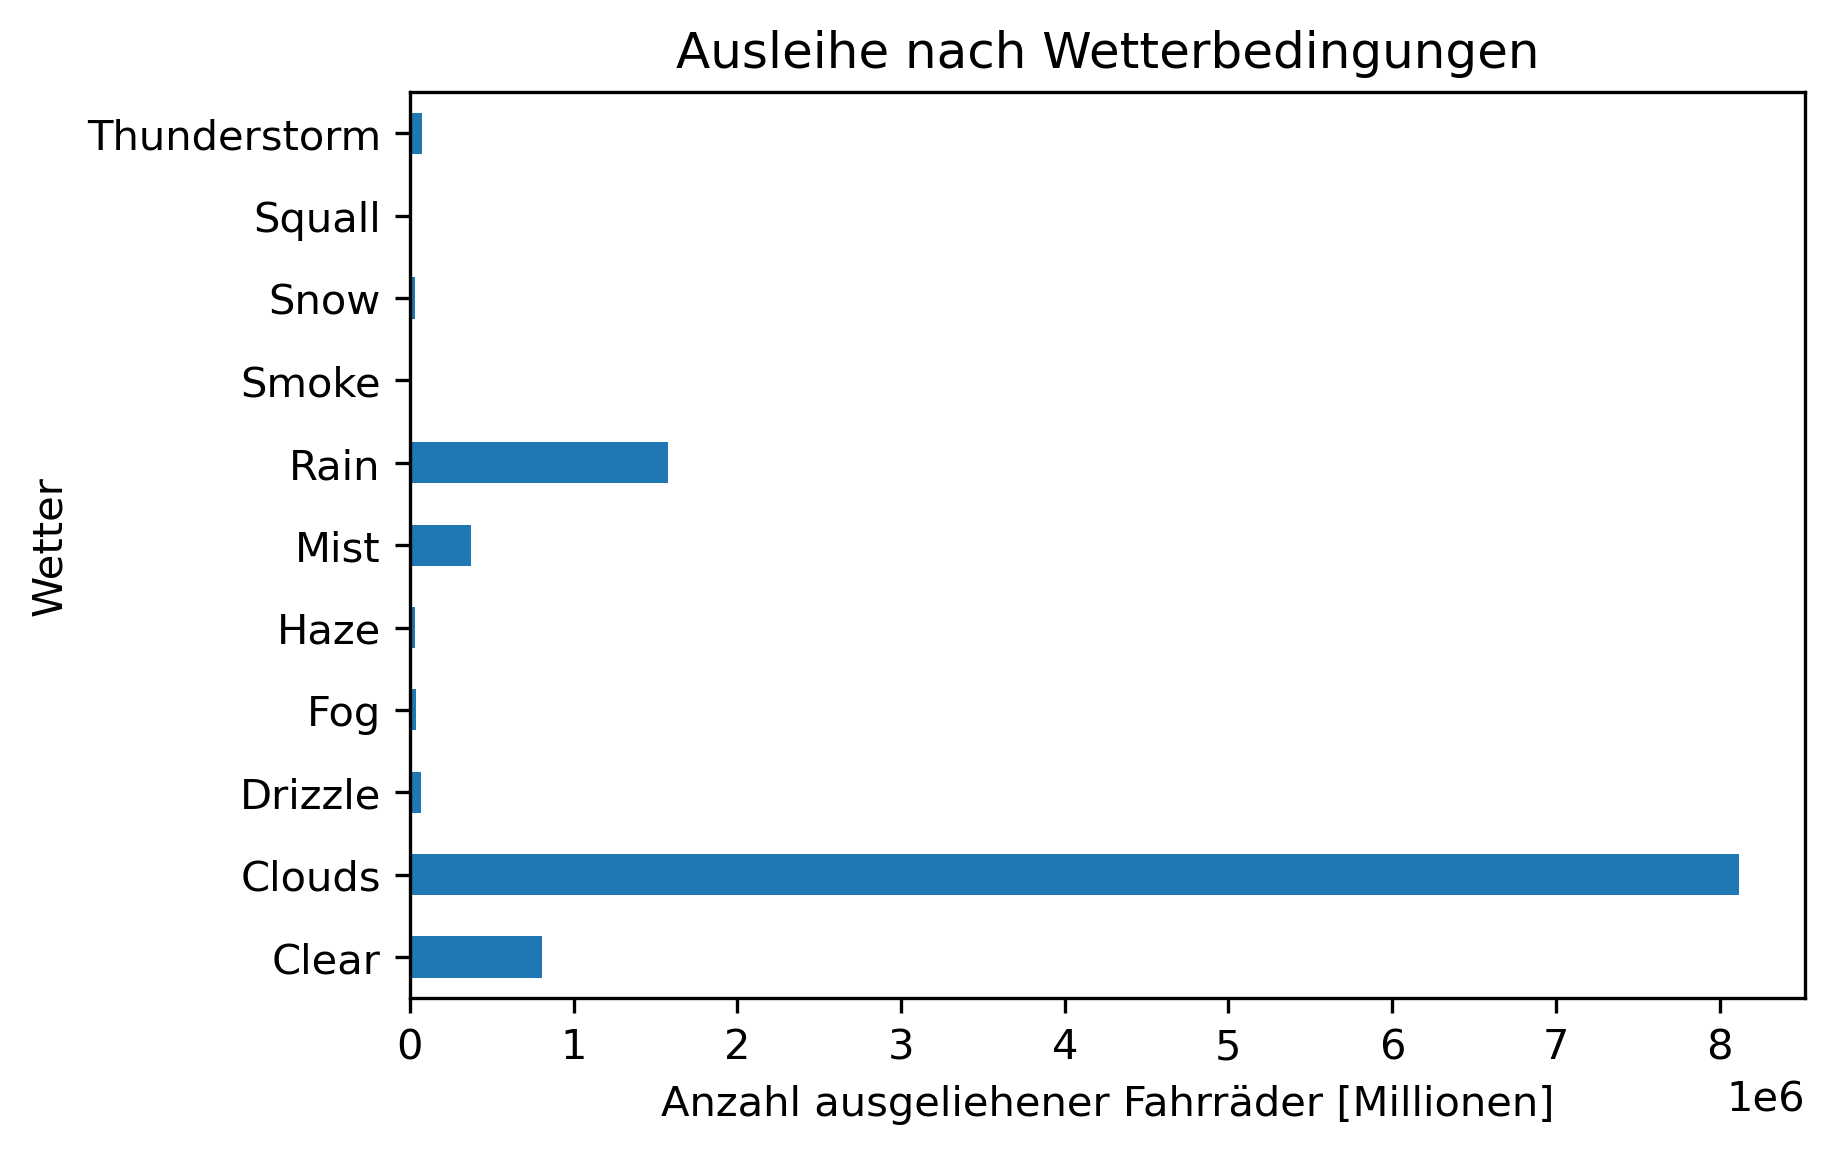 Ausleihe nach Wetterbedingungen
Thunderstorm
Squall
Snow
Smoke
Rain
Mist
Haze
Fog
Drizzle
Clouds
Clear
Wetter
0 1 2 3 4 5 6 7 8
Anzahl ausgeliehener Fahrräder [Millionen]
1e6